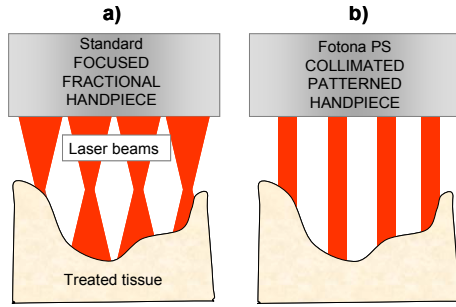 a)
Standard
FOCUSED
FRACTIONAL
HANDPIECE
Laser beams
Treated tissue
b)
Fotona PS
COLLIMATED
PATTERNED
HANDPIECE